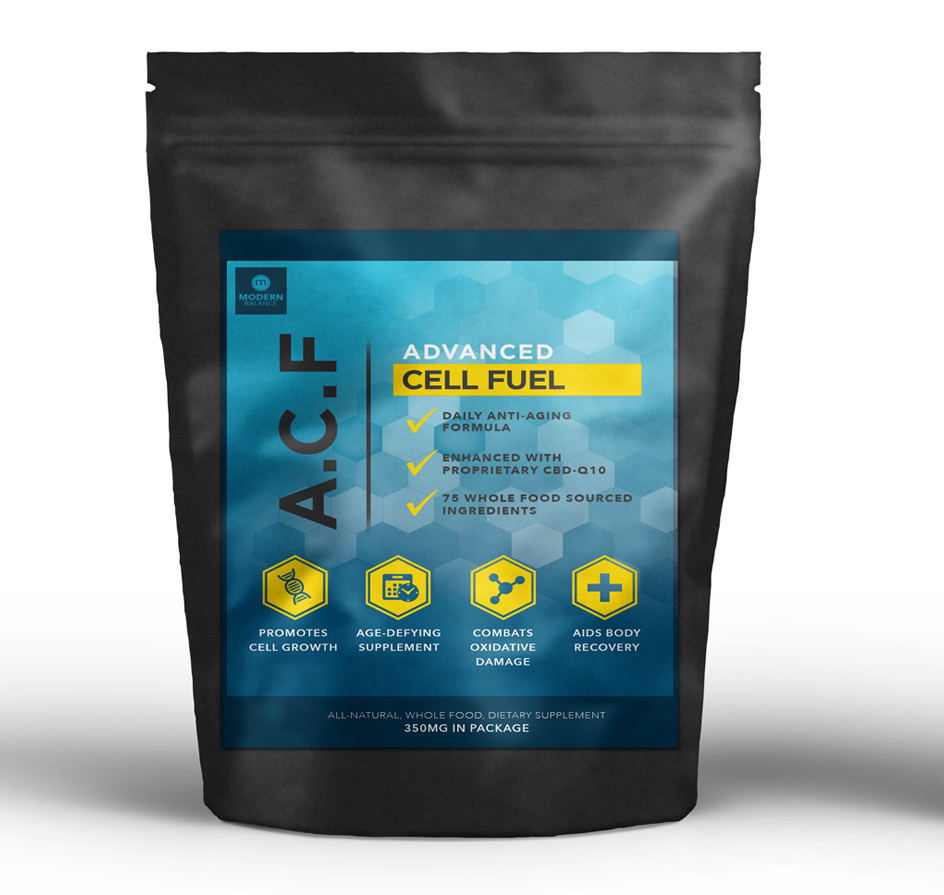 m
MODERN
BALANCE
A.C.F
ADVANCED
CELL FUEL
DAILY ANTI-AGING
FORMULA
ENHANCED WITH
PROPRIETARY CBD-Q10
75 WHOLE FOOD SOURCED
INGREDIENTS
PROMOTES
CELL GROWTH
AGE-DEFYING
SUPPLEMENT
COMBATS
OXIDATIVE
DAMAGE
AIDS BODY
RECOVERY
ALL-NATURAL, WHOLE FOOD, DIETARY SUPPLEMENT
350MG IN PACKAGE